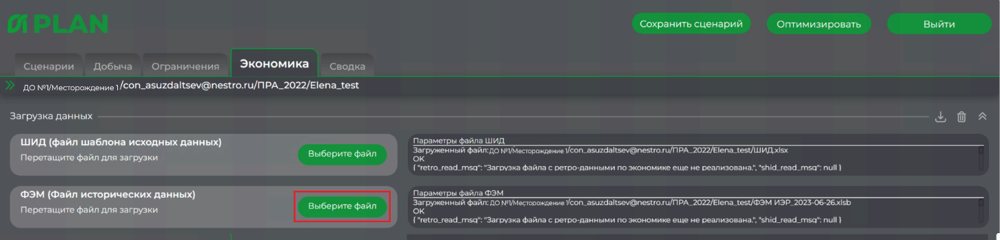 PLAN
Сохранить сценарий Оптимизировать Выйти
Сценарии Добыча Ограничения Экономика Сводка
ДО №1/Месторождение 1/con_asuzdaltsev@nestro.ru/ПРА_2022/Elena_test
Загрузка данных
ШИД (файл шаблона исходных данных)
Перетащите файл для загрузки
Выберите файл
Параметры файла ШИД
Загруженный файл: ДО №1/Месторождение 1/con_asuzdaltsev@nestro.ru/ПРА_2022/Elena_test/ШИД.xlsx
OK
{ "retro_read_msg": "Загрузка файла с ретро-данными по экономике еще не реализована.", "shid_read_msg": null }
ФЭМ (Файл исторических данных)
Перетащите файл для загрузки
Выберите файл
Параметры файла ФЭМ
Загруженный файл: ДО №1/Месторождение 1/con_asuzdaltsev@nestro.ru/ПРА_2022/Elena_test/ФЭМ ИЭР_2023-06-26.xlsb
OK
{ "retro_read_msg": "Загрузка файла с ретро-данными по экономике еще не реализована.", "shid_read_msg": null }